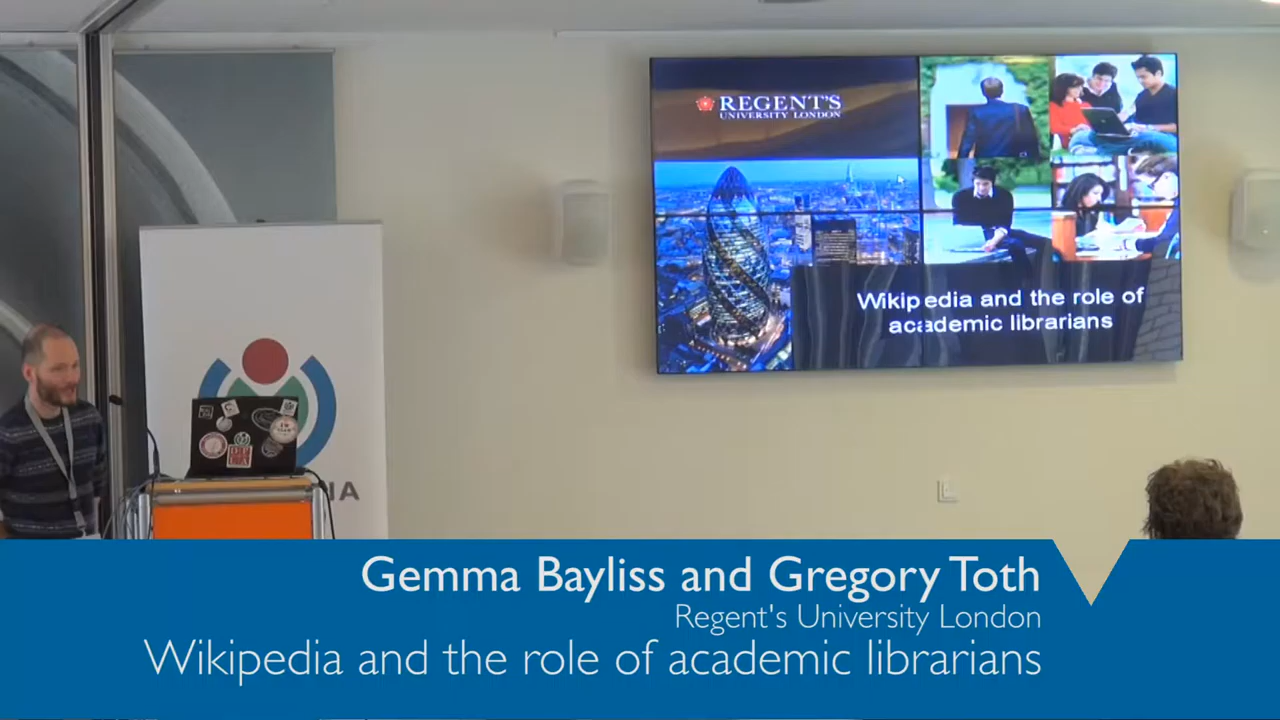 REGENT'S
UNIVERSITY LONDON
Wikipedia and the role of
academic librarians
IA
Gemma Bayliss and Gregory Toth
Regent's University London
Wikipedia and the role of academic librarians